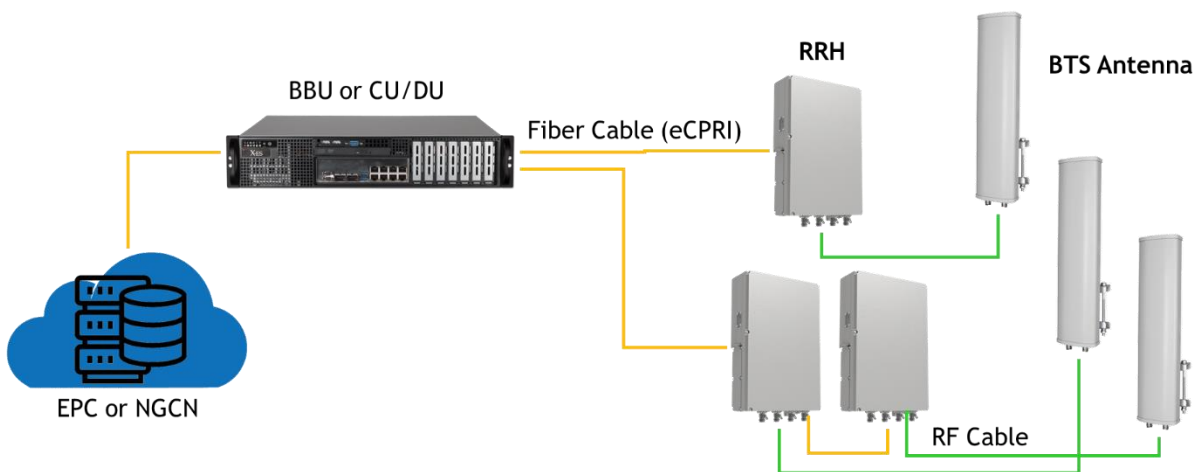 RRH
BTS Antenna
BBU or CU/DU
Fiber Cable (eCPRI)
EPC or NGCN
RF Cable